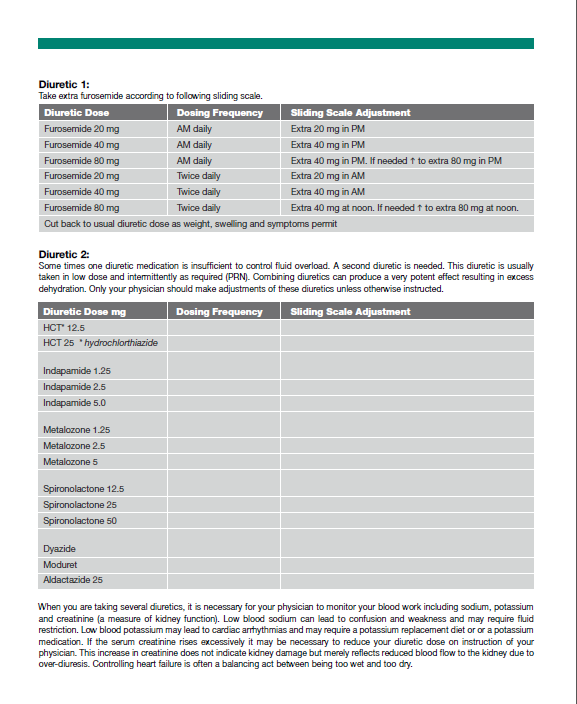 Diuretic 1:
Take extra furosemide according to following sliding scale.
Diuretic Dose Dosing Frequency Sliding Scale Adjustment
Furosemide 20 mg AM daily Extra 20 mg in PM
Furosemide 40 mg AM daily Extra 40 mg in PM
Furosemide 80 mg AM daily Extra 40 mg in PM. If needed ↑ to extra 80 mg in PM
Furosemide 20 mg Twice daily Extra 20 mg in AM
Furosemide 40 mg Twice daily Extra 40 mg in AM
Furosemide 80 mg Twice daily Extra 40 mg at noon. If needed ↑ to extra 80 mg at noon.
Cut back to usual diuretic dose as weight, swelling and symptoms permit
Diuretic 2:
Some times one diuretic medication is insufficient to control fluid overload. A second diuretic is needed. This diuretic is usually
taken in low dose and intermittently as required (PRN). Combining diuretics can produce a very potent effect resulting in excess
dehydration. Only your physician should make adjustments of these diuretics unless otherwise instructed.
Diuretic Dose mg Dosing Frequency Sliding Scale Adjustment
HCT* 12.5
HCT 25 * hydrochlorthiazide
Indapamide 1.25
Indapamide 2.5
Indapamide 5.0
Metalozone 1.25
Metalozone 2.5
Metalozone 5
Spironolactone 12.5
Spironolactone 25
Spironolactone 50
Dyazide
Moduret
Aldactazide 25
When you are taking several diuretics, it is necessary for your physician to monitor your blood work including sodium, potassium
and creatinine (a measure of kidney function). Low blood sodium can lead to confusion and weakness and may require fluid
restriction. Low blood potassium may lead to cardiac arrhythmias and may require a potassium replacement diet or or a potassium
medication. If the serum creatinine rises excessively it may be necessary to reduce your diuretic dose on instruction of your
physician. This increase in creatinine does not indicate kidney damage but merely reflects reduced blood flow to the kidney due to
over-diuresis. Controlling heart failure is often a balancing act between being too wet and too dry.